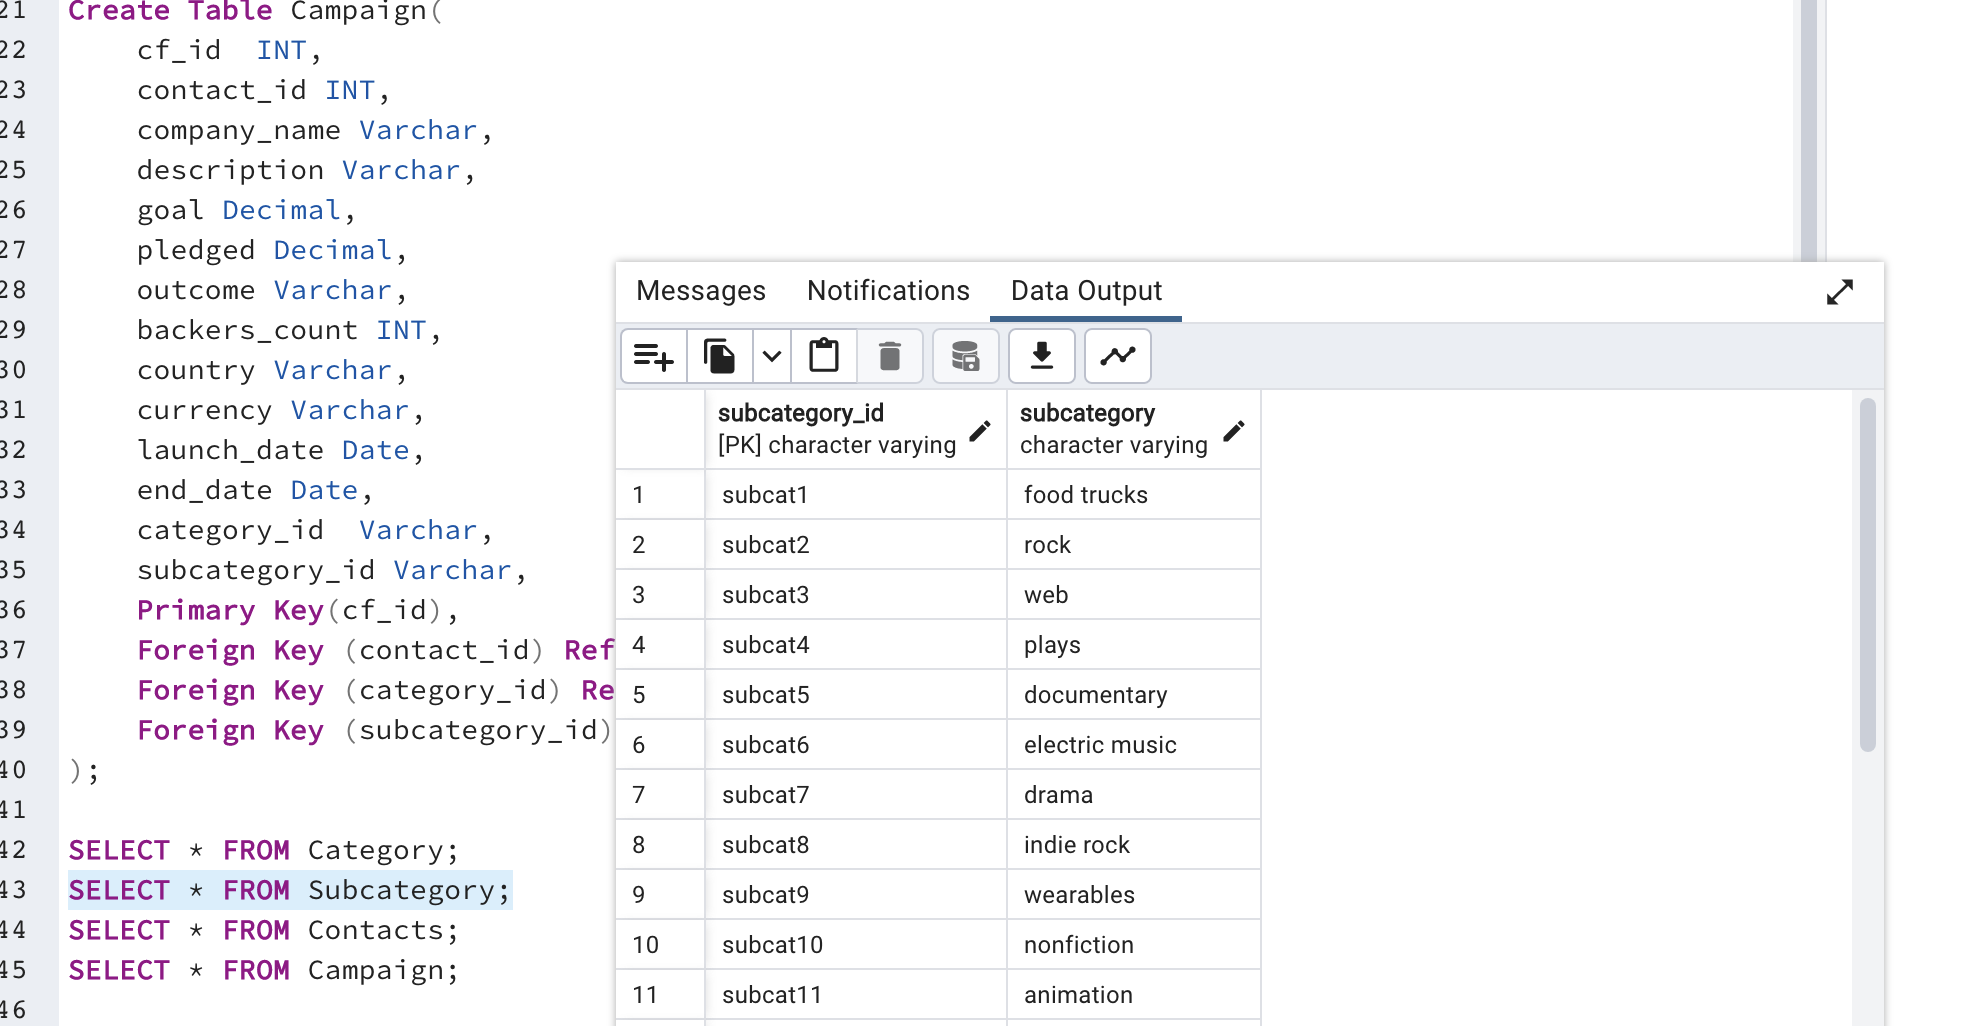 21 Create Table Campaign(
22 cf_id INT,
23 contact_id INT,
24 company_name Varchar,
25 description Varchar,
26 goal Decimal,
27 pledged Decimal,
28 outcome Varchar,
29 backers_count INT,
30 country Varchar,
31 currency Varchar,
32 launch_date Date,
33 end_date Date,
34 category_id Varchar,
35 subcategory_id Varchar,
36 Primary Key(cf_id),
37 Foreign Key (contact_id) Ref
38 Foreign Key (category_id) Re
39 Foreign Key (subcategory_id)
40 );
41
42 SELECT * FROM Category;
43 SELECT * FROM Subcategory;
44 SELECT * FROM Contacts;
45 SELECT * FROM Campaign;
46
Messages Notifications Data Output
subcategory_id subcategory
[PK] character varying character varying
1 subcat1 food trucks
2 subcat2 rock
3 subcat3 web
4 subcat4 plays
5 subcat5 documentary
6 subcat6 electric music
7 subcat7 drama
8 subcat8 indie rock
9 subcat9 wearables
10 subcat10 nonfiction
11 subcat11 animation